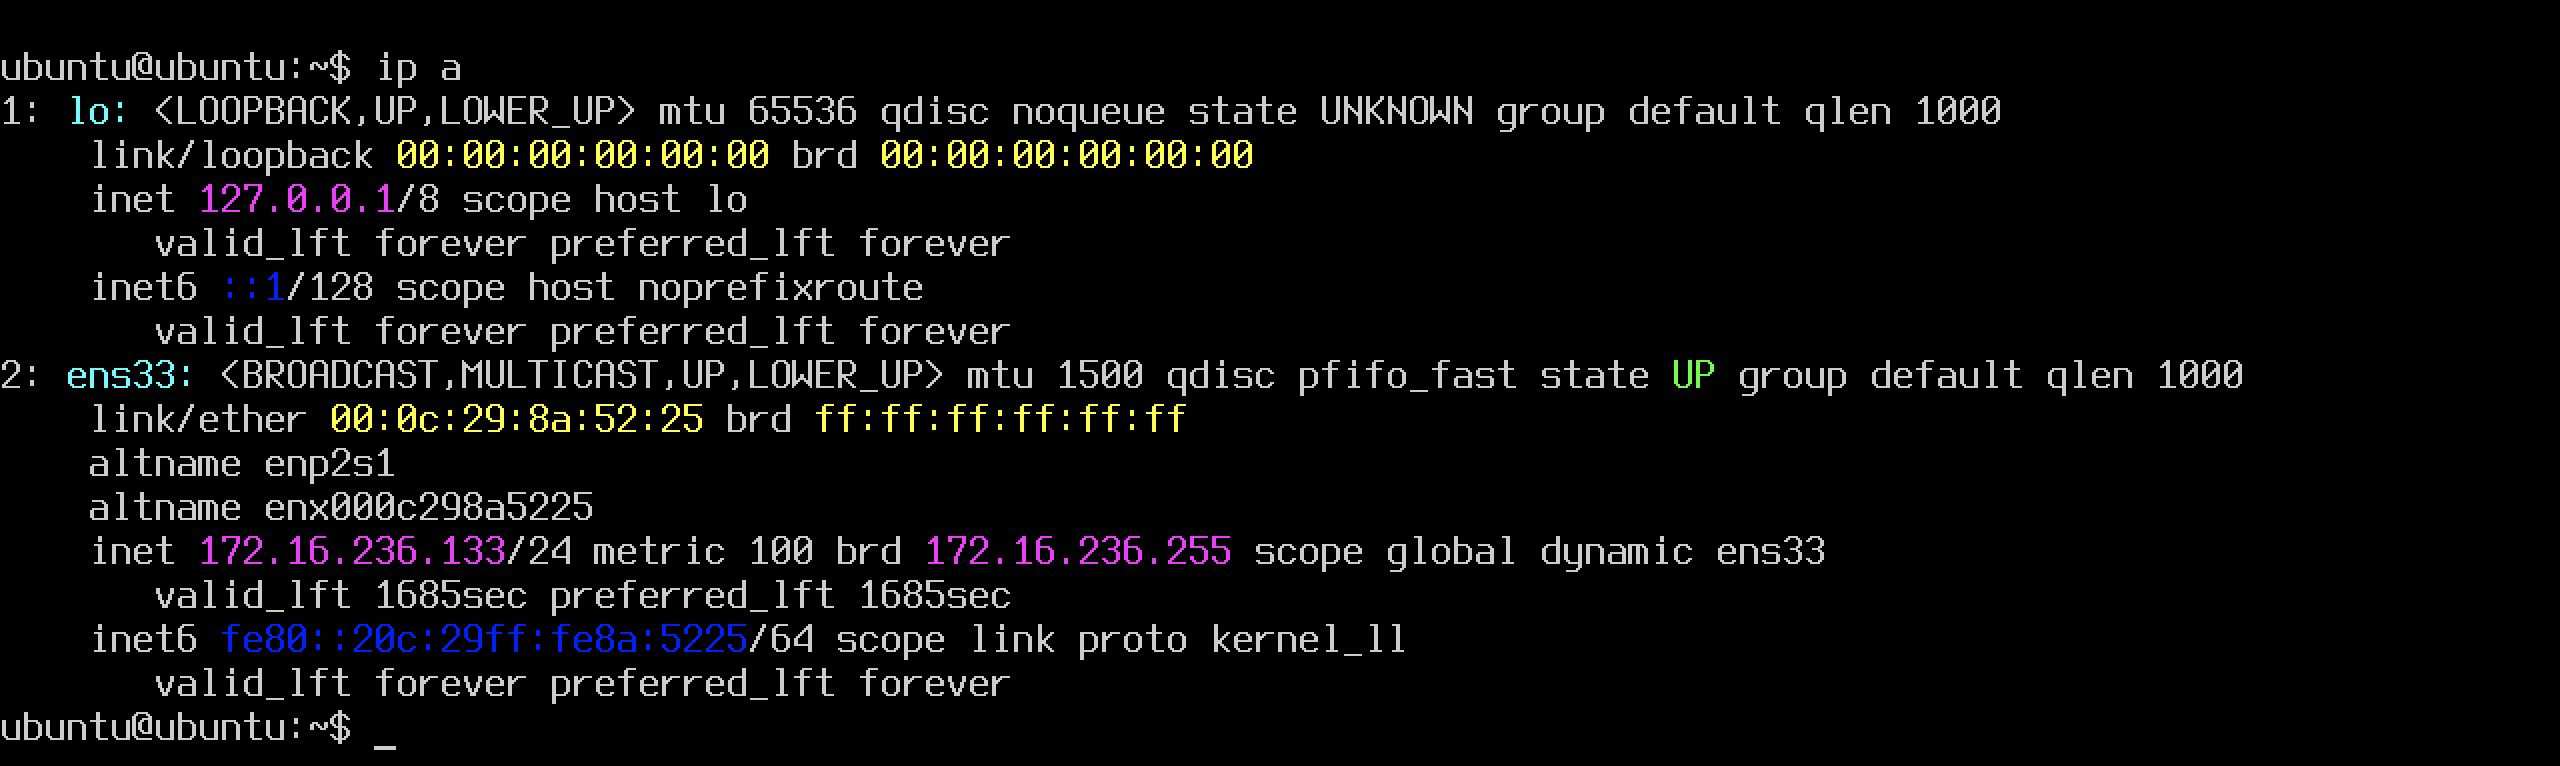 ubuntu@ubuntu:~$ ip a
1: lo: <LOOPBACK,UP,LOWER_UP> mtu 65536 qdisc noqueue state UNKNOWN group default qlen 1000
    link/loopback 00:00:00:00:00:00 brd 00:00:00:00:00:00
    inet 127.0.0.1/8 scope host lo
       valid_lft forever preferred_lft forever
    inet6 ::1/128 scope host noprefixroute
       valid_lft forever preferred_lft forever
2: ens33: <BROADCAST,MULTICAST,UP,LOWER_UP> mtu 1500 qdisc pfifo_fast state UP group default qlen 1000
    link/ether 00:0c:29:8a:52:25 brd ff:ff:ff:ff:ff:ff
    altname enp2s1
    altname enx000c298a5225
    inet 172.16.236.133/24 metric 100 brd 172.16.236.255 scope global dynamic ens33
       valid_lft 1685sec preferred_lft 1685sec
    inet6 fe80::20c:29ff:fe8a:5225/64 scope link proto kernel_ll
       valid_lft forever preferred_lft forever
ubuntu@ubuntu:~$ _